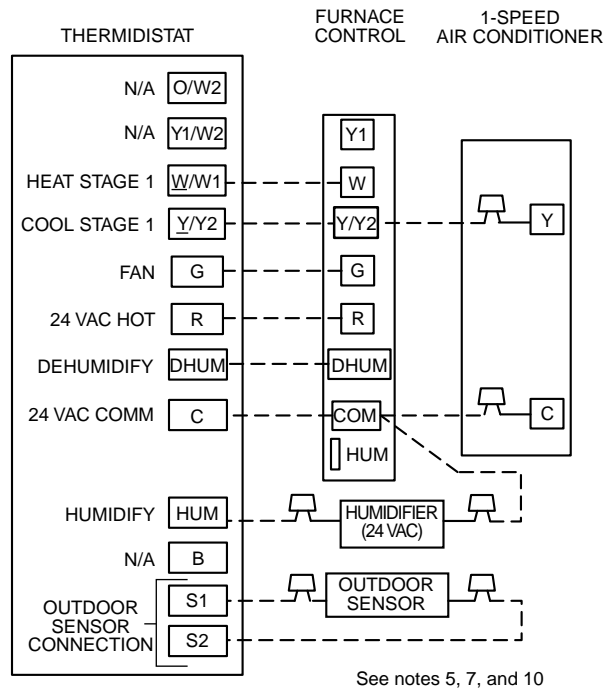 THERMIDISTAT
FURNACE
CONTROL
1-SPEED
AIR CONDITIONER
N/A O/W2
N/A Y1/W2 Y1
HEAT STAGE 1 W/W1 W
COOL STAGE 1 Y/Y2 Y/Y2 Y
FAN G G
24 VAC HOT R R
DEHUMIDIFY DHUM DHUM
24 VAC COMM C COM C
HUM
HUMIDIFY HUM HUMIDIFIER
(24 VAC)
N/A B
OUTDOOR
SENSOR
CONNECTION
S1
S2
OUTDOOR
SENSOR
See notes 5, 7, and 10